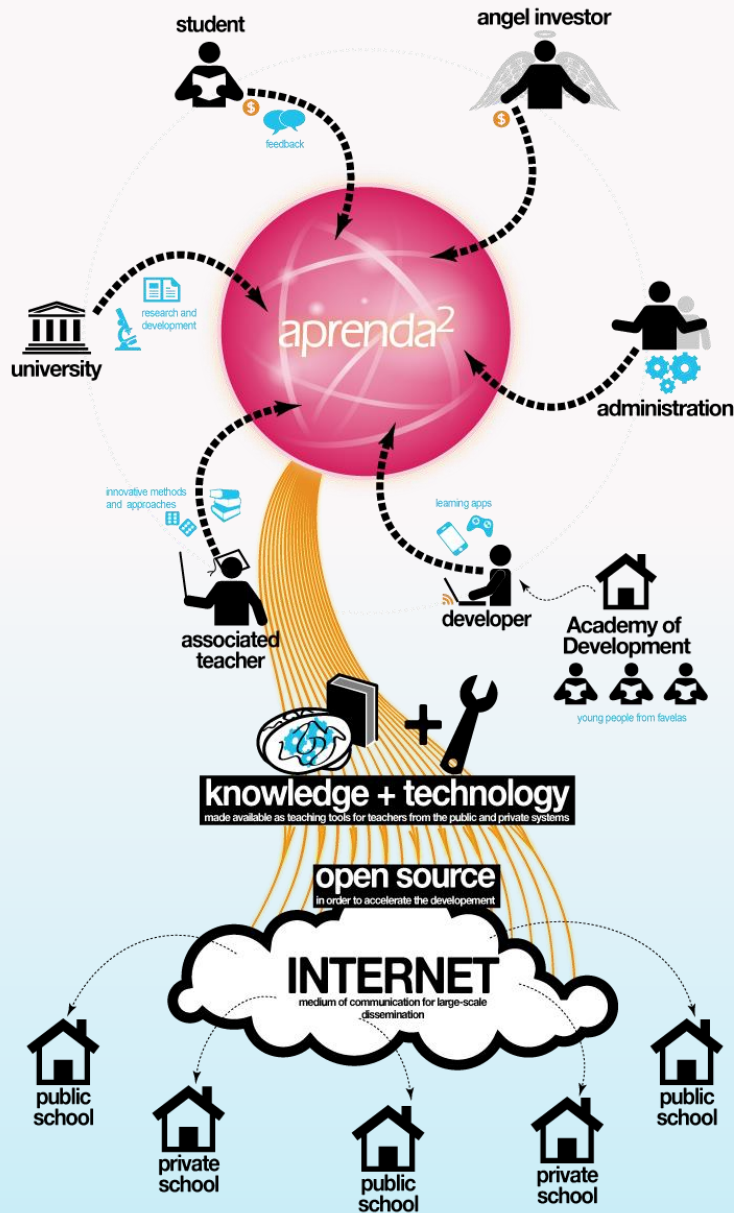 student
angel investor
$
$
feedback
research and
development
aprenda²
university
administration
innovative methods
and approaches
learning apps
associated
teacher
developer
Academy of
Development
young people from favelas
+
knowledge + technology
made available as teaching tools for teachers from the public and private systems
open source
in order to accelerate the developement
INTERNET
medium of communication for large-scale
dissemination
public
school
private
school
public
school
private
school
public
school